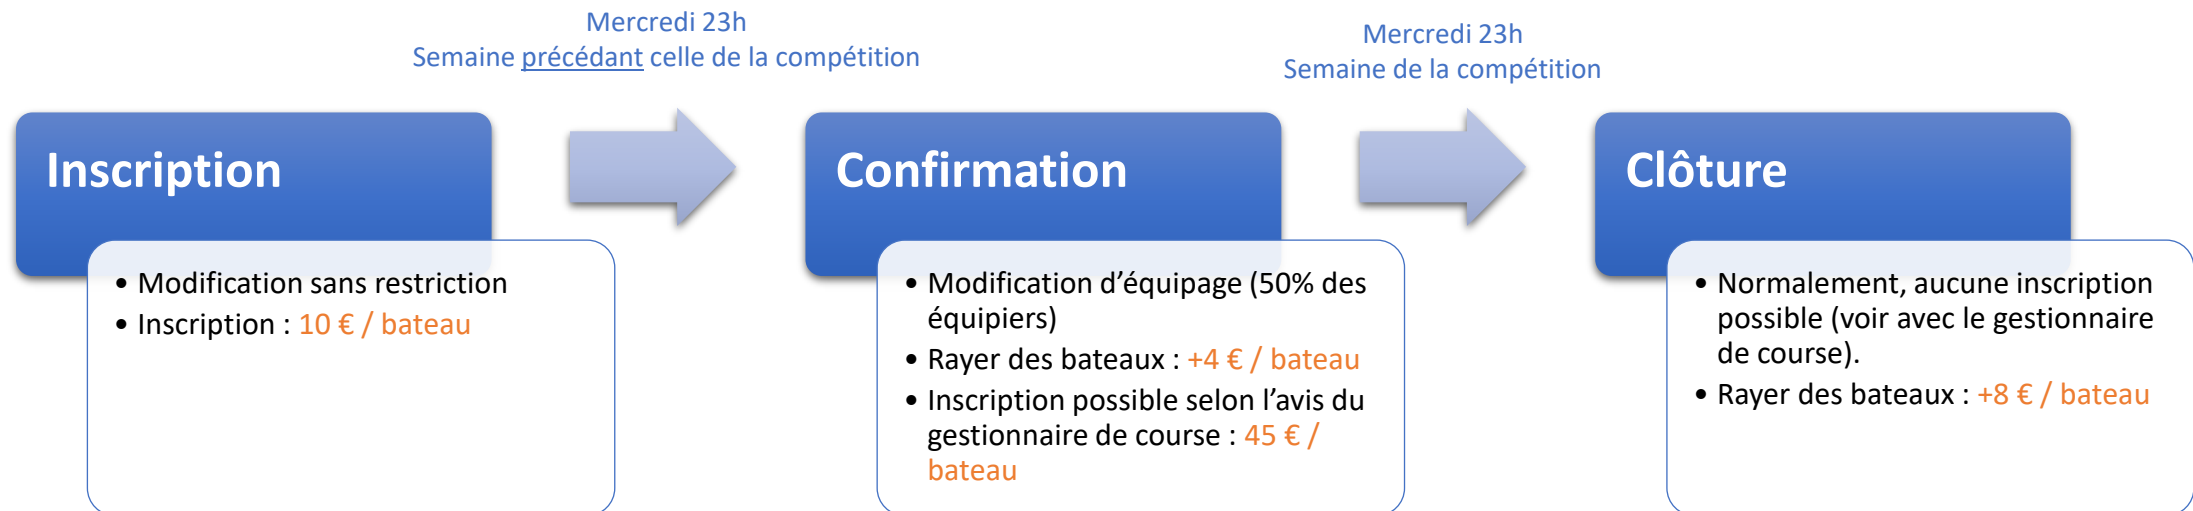 Mercredi 23h
Semaine précédant celle de la compétition
Mercredi 23h
Semaine de la compétition
Inscription
• Modification sans restriction
• Inscription : 10 € / bateau
Confirmation
• Modification d’équipage (50% des
équipiers)
• Rayer des bateaux : +4 € / bateau
• Inscription possible selon l’avis du
gestionnaire de course : 45 € /
bateau
Clôture
• Normalement, aucune inscription
possible (voir avec le gestionnaire
de course).
• Rayer des bateaux : +8 € / bateau